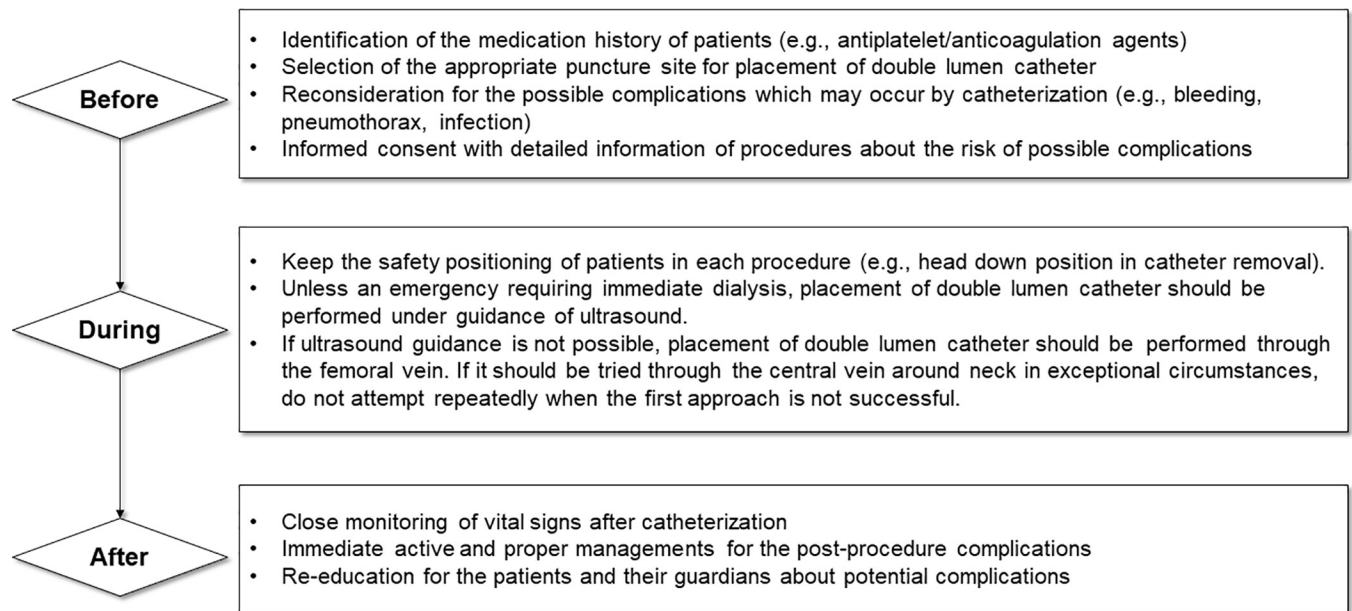 Before
• Identification of the medication history of patients (e.g., antiplatelet/anticoagulation agents)
• Selection of the appropriate puncture site for placement of double lumen catheter
• Reconsideration for the possible complications which may occur by catheterization (e.g., bleeding,
pneumothorax, infection)
• Informed consent with detailed information of procedures about the risk of possible complications
During
• Keep the safety positioning of patients in each procedure (e.g., head down position in catheter removal).
• Unless an emergency requiring immediate dialysis, placement of double lumen catheter should be
performed under guidance of ultrasound.
• If ultrasound guidance is not possible, placement of double lumen catheter should be performed through
the femoral vein. If it should be tried through the central vein around neck in exceptional circumstances,
do not attempt repeatedly when the first approach is not successful.
After
• Close monitoring of vital signs after catheterization
• Immediate active and proper managements for the post-procedure complications
• Re-education for the patients and their guardians about potential complications